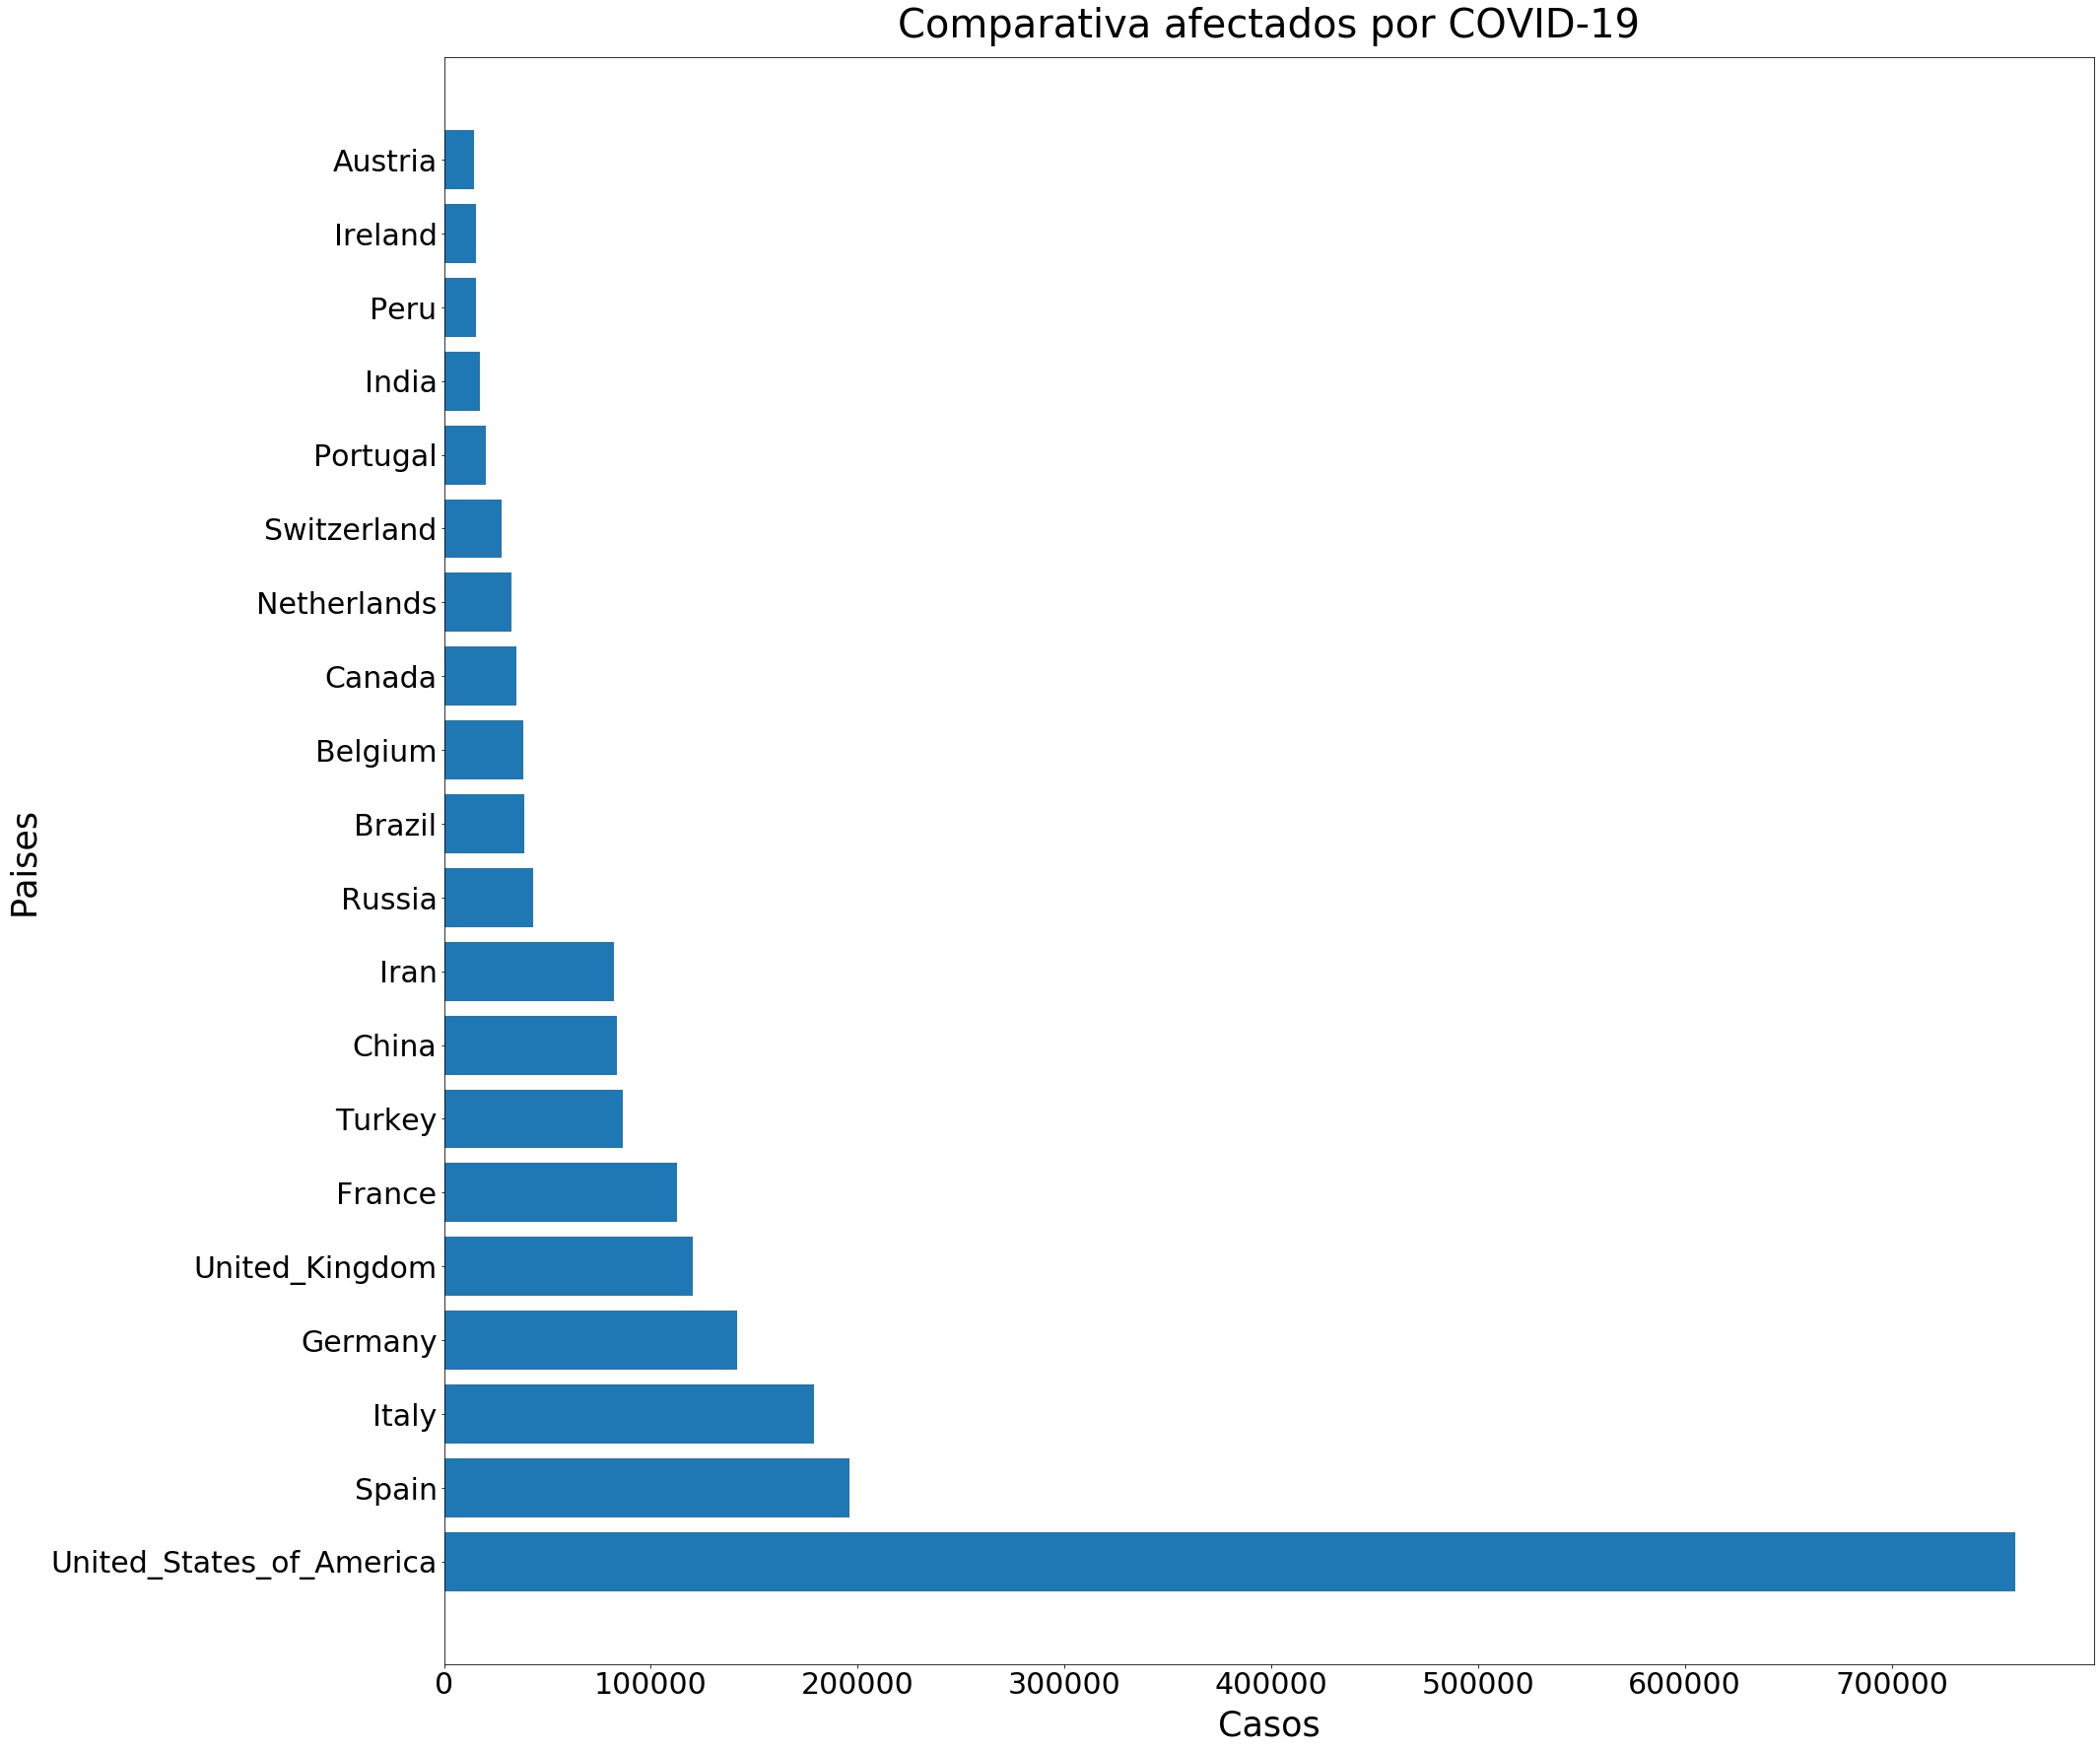 Comparativa afectados por COVID-19
Austria
Ireland
Peru
India
Portugal
Switzerland
Netherlands
Canada
Belgium
Brazil
Russia
Iran
China
Turkey
France
United_Kingdom
Germany
Italy
Spain
United_States_of_America
Paises
0 100000 200000 300000 400000 500000 600000 700000
Casos